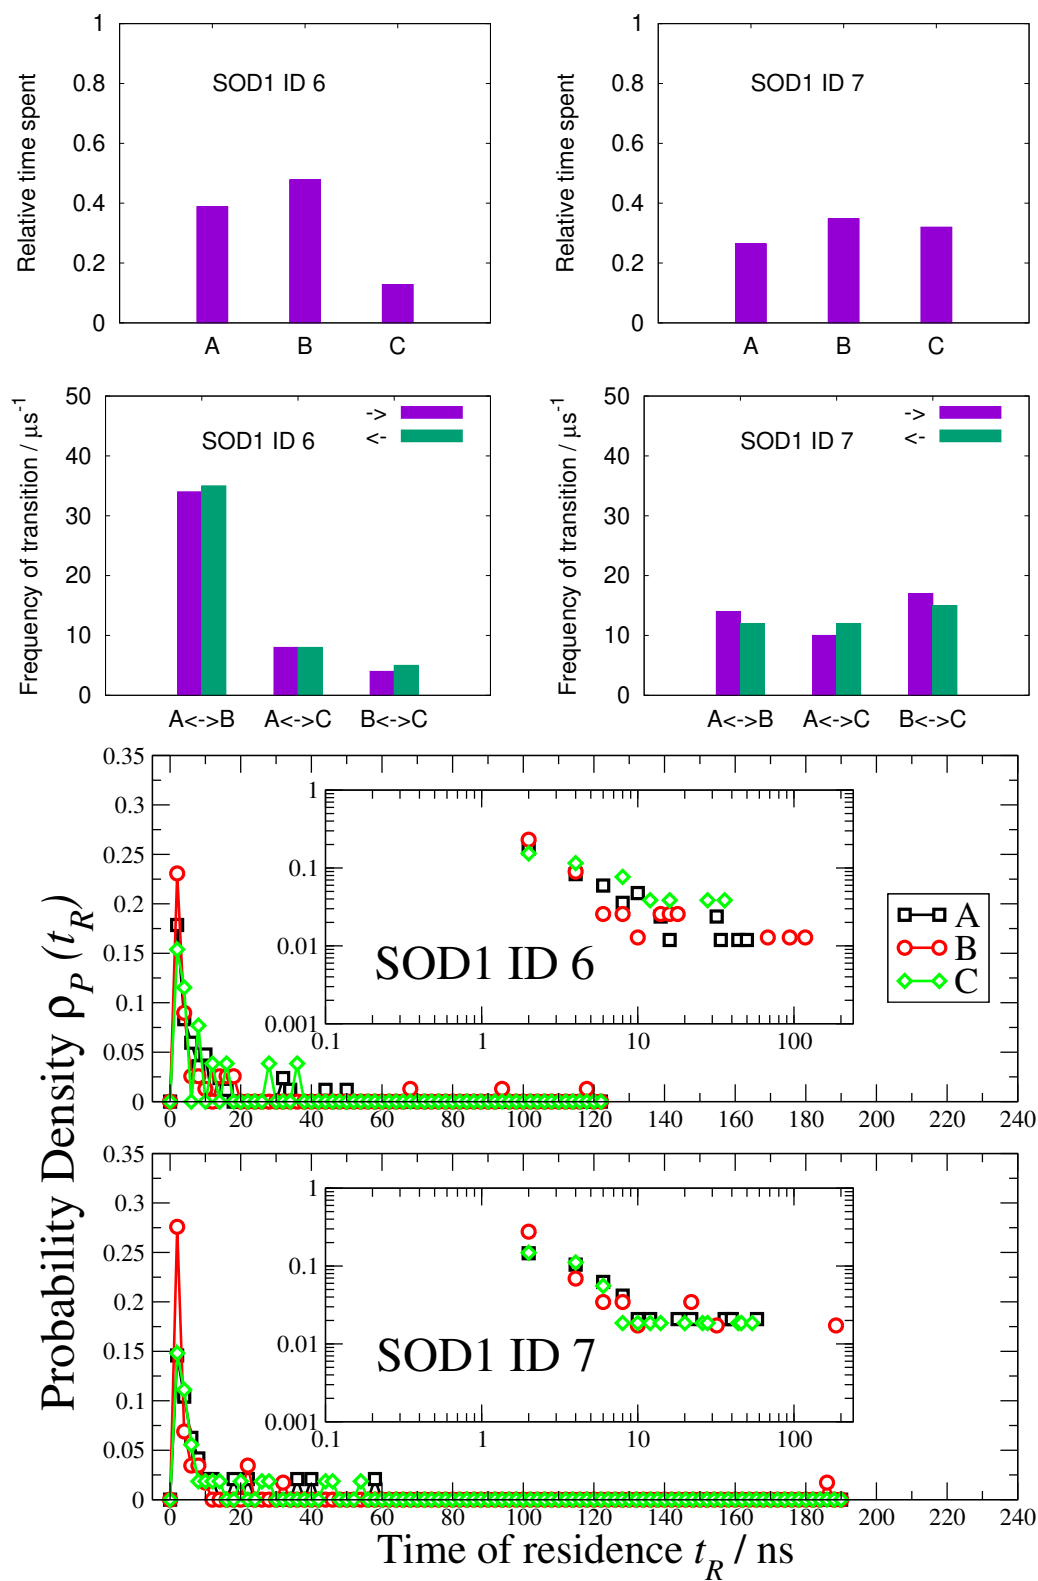 1
0.8
0.6
0.4
0.2
0
Relative time spent
SOD1 ID 6
A B C
1
0.8
0.6
0.4
0.2
0
Relative time spent
SOD1 ID 7
A B C
50
40
30
20
10
0
Frequency of transition / μs⁻¹
SOD1 ID 6
->
<-
A<->B A<->C B<->C
50
40
30
20
10
0
Frequency of transition / μs⁻¹
SOD1 ID 7
->
<-
A<->B A<->C B<->C
Probability Density ρ_P (t_R)
0.35
0.3
0.25
0.2
0.15
0.1
0.05
0
0 20 40 60 80 100 120 140 160 180 200 220 240
1
0.1
0.01
0.001
0.1 1 10 100
SOD1 ID 6
A
B
C
0.35
0.3
0.25
0.2
0.15
0.1
0.05
0
0 20 40 60 80 100 120 140 160 180 200 220 240
1
0.1
0.01
0.001
0.1 1 10 100
SOD1 ID 7
Time of residence t_R / ns